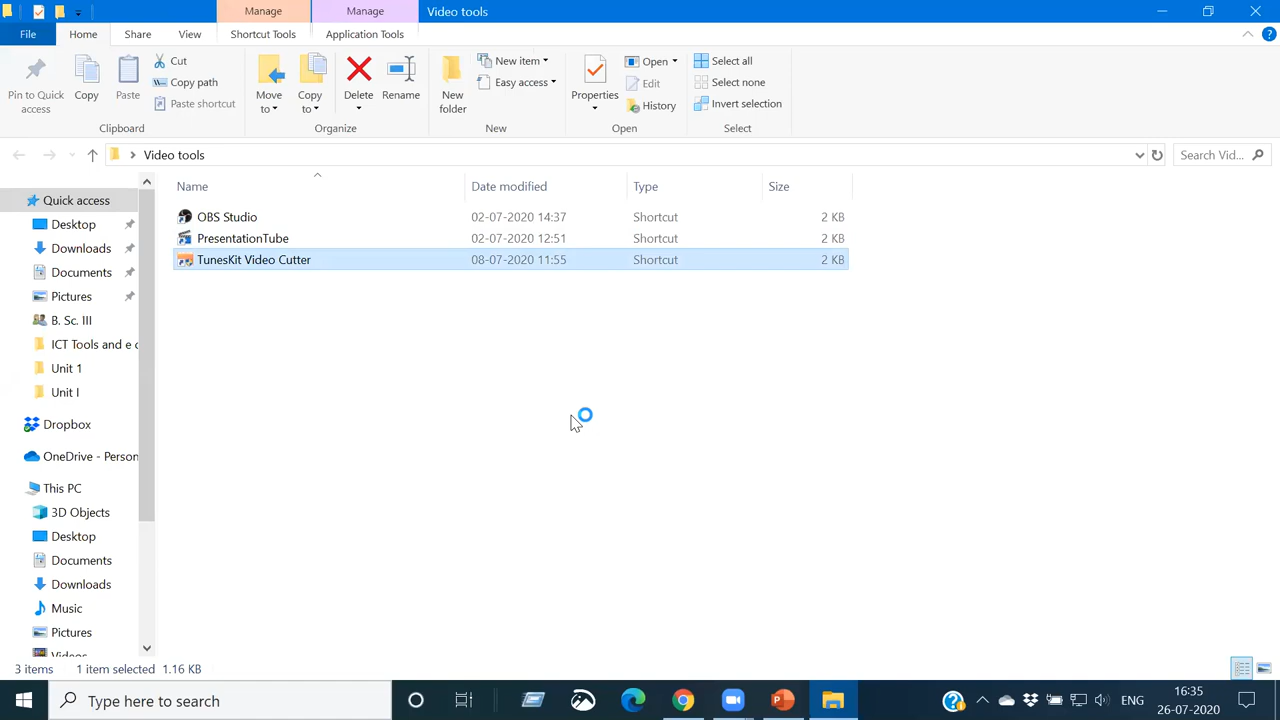 Manage
Manage
Video tools
File
Home
Share
View
Shortcut Tools
Application Tools
Pin to Quick access
Copy
Paste
Cut
Copy path
Paste shortcut
Clipboard
Move to
Copy to
Delete
Rename
Organize
New folder
New item
Easy access
New
Properties
Open
Edit
History
Open
Select all
Select none
Invert selection
Select
Video tools
Search Vid...
Quick access
Desktop
Downloads
Documents
Pictures
B. Sc. III
ICT Tools and e c
Unit 1
Unit I
Dropbox
OneDrive - Person
This PC
3D Objects
Desktop
Documents
Downloads
Music
Pictures
Videos
Name Date modified Type Size
OBS Studio 02-07-2020 14:37 Shortcut 2 KB
PresentationTube 02-07-2020 12:51 Shortcut 2 KB
TunesKit Video Cutter 08-07-2020 11:55 Shortcut 2 KB
3 items 1 item selected 1.16 KB
Type here to search
ENG
16:35
26-07-2020